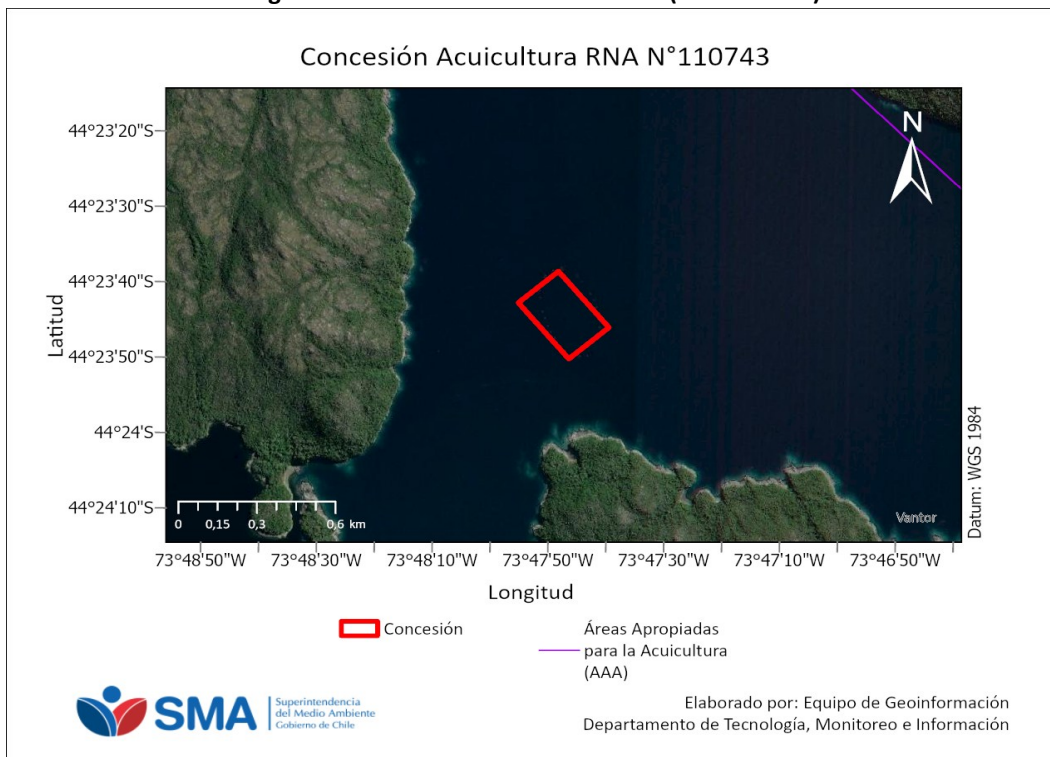 Concesión Acuicultura RNA N°110743
44°23'20"S
44°23'30"S
44°23'40"S
44°23'50"S
44°24'S
44°24'10"S
Latitud
N
Datum: WGS 1984
0 0,15 0,3 0,6 km
Vantor
73°48'50"W 73°48'30"W 73°48'10"W 73°47'50"W 73°47'30"W 73°47'10"W 73°46'50"W
Longitud
Concesión
Áreas Apropiadas
para la Acuicultura
(AAA)
SMA
Superintendencia
del Medio Ambiente
Gobierno de Chile
Elaborado por: Equipo de Geoinformación
Departamento de Tecnología, Monitoreo e Información